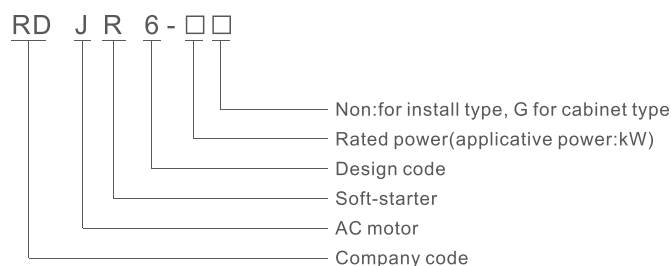 RD J R 6-□□
Non:for install type, G for cabinet type
Rated power(applicative power:kW)
Design code
Soft-starter
AC motor
Company code